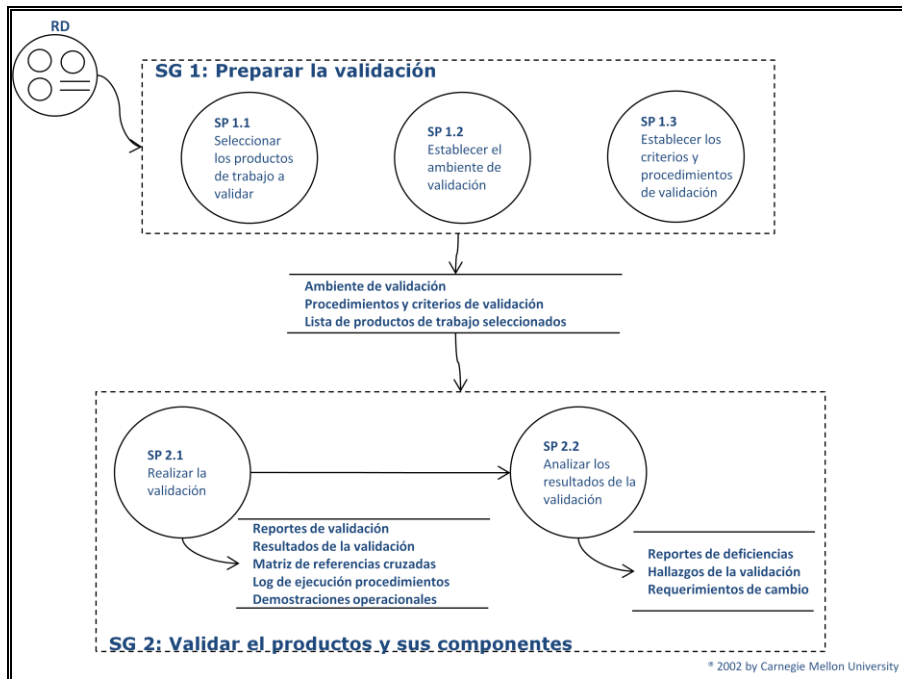 RD
SG 1: Preparar la validación
SP 1.1
Seleccionar
los productos
de trabajo a
validar
SP 1.2
Establecer el
ambiente de
validación
SP 1.3
Establecer los
criterios y
procedimientos
de validación
Ambiente de validación
Procedimientos y criterios de validación
Lista de productos de trabajo seleccionados
SP 2.1
Realizar la
validación
SP 2.2
Analizar los
resultados de la
validación
Reportes de validación
Resultados de la validación
Matriz de referencias cruzadas
Log de ejecución procedimientos
Demostraciones operacionales
Reportes de deficiencias
Hallazgos de la validación
Requerimientos de cambio
SG 2: Validar el productos y sus componentes
® 2002 by Carnegie Mellon University